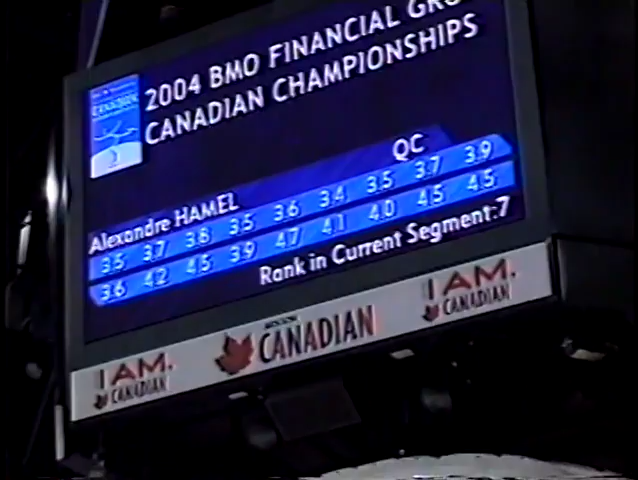 2004 BMO FINANCIAL
CANADIAN CHAMPIONSHIPS
CANADIAN
QC
Alexandre HAMEL
3.5 3.7 3.8 3.5 3.6 3.4 3.5 3.7 3.9
3.6 4.2 4.5 3.9 4.7 4.1 4.0 4.5 4.5
Rank in Current Segment:7
I AM.
CANADIAN
MOLSON
CANADIAN
I AM.
CANADIAN